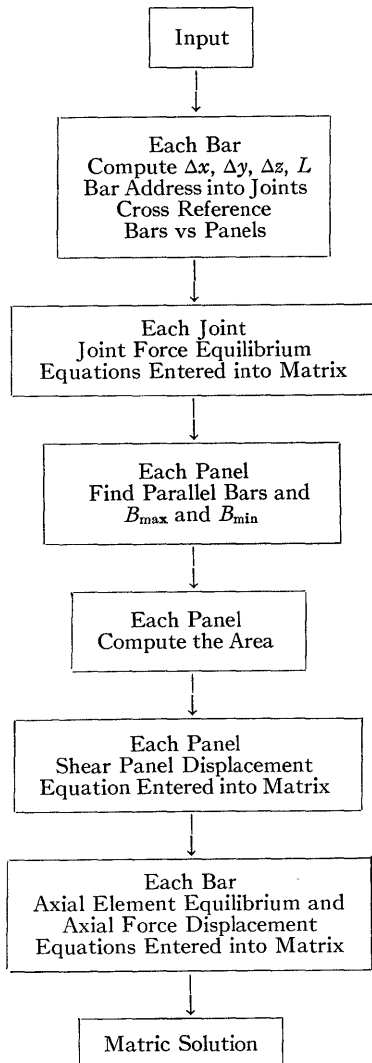 Input
Each Bar
Compute Δx, Δy, Δz, L
Bar Address into Joints
Cross Reference
Bars vs Panels
Each Joint
Joint Force Equilibrium
Equations Entered into Matrix
Each Panel
Find Parallel Bars and
Bmax and Bmin
Each Panel
Compute the Area
Each Panel
Shear Panel Displacement
Equation Entered into Matrix
Each Bar
Axial Element Equilibrium and
Axial Force Displacement
Equations Entered into Matrix
Matric Solution